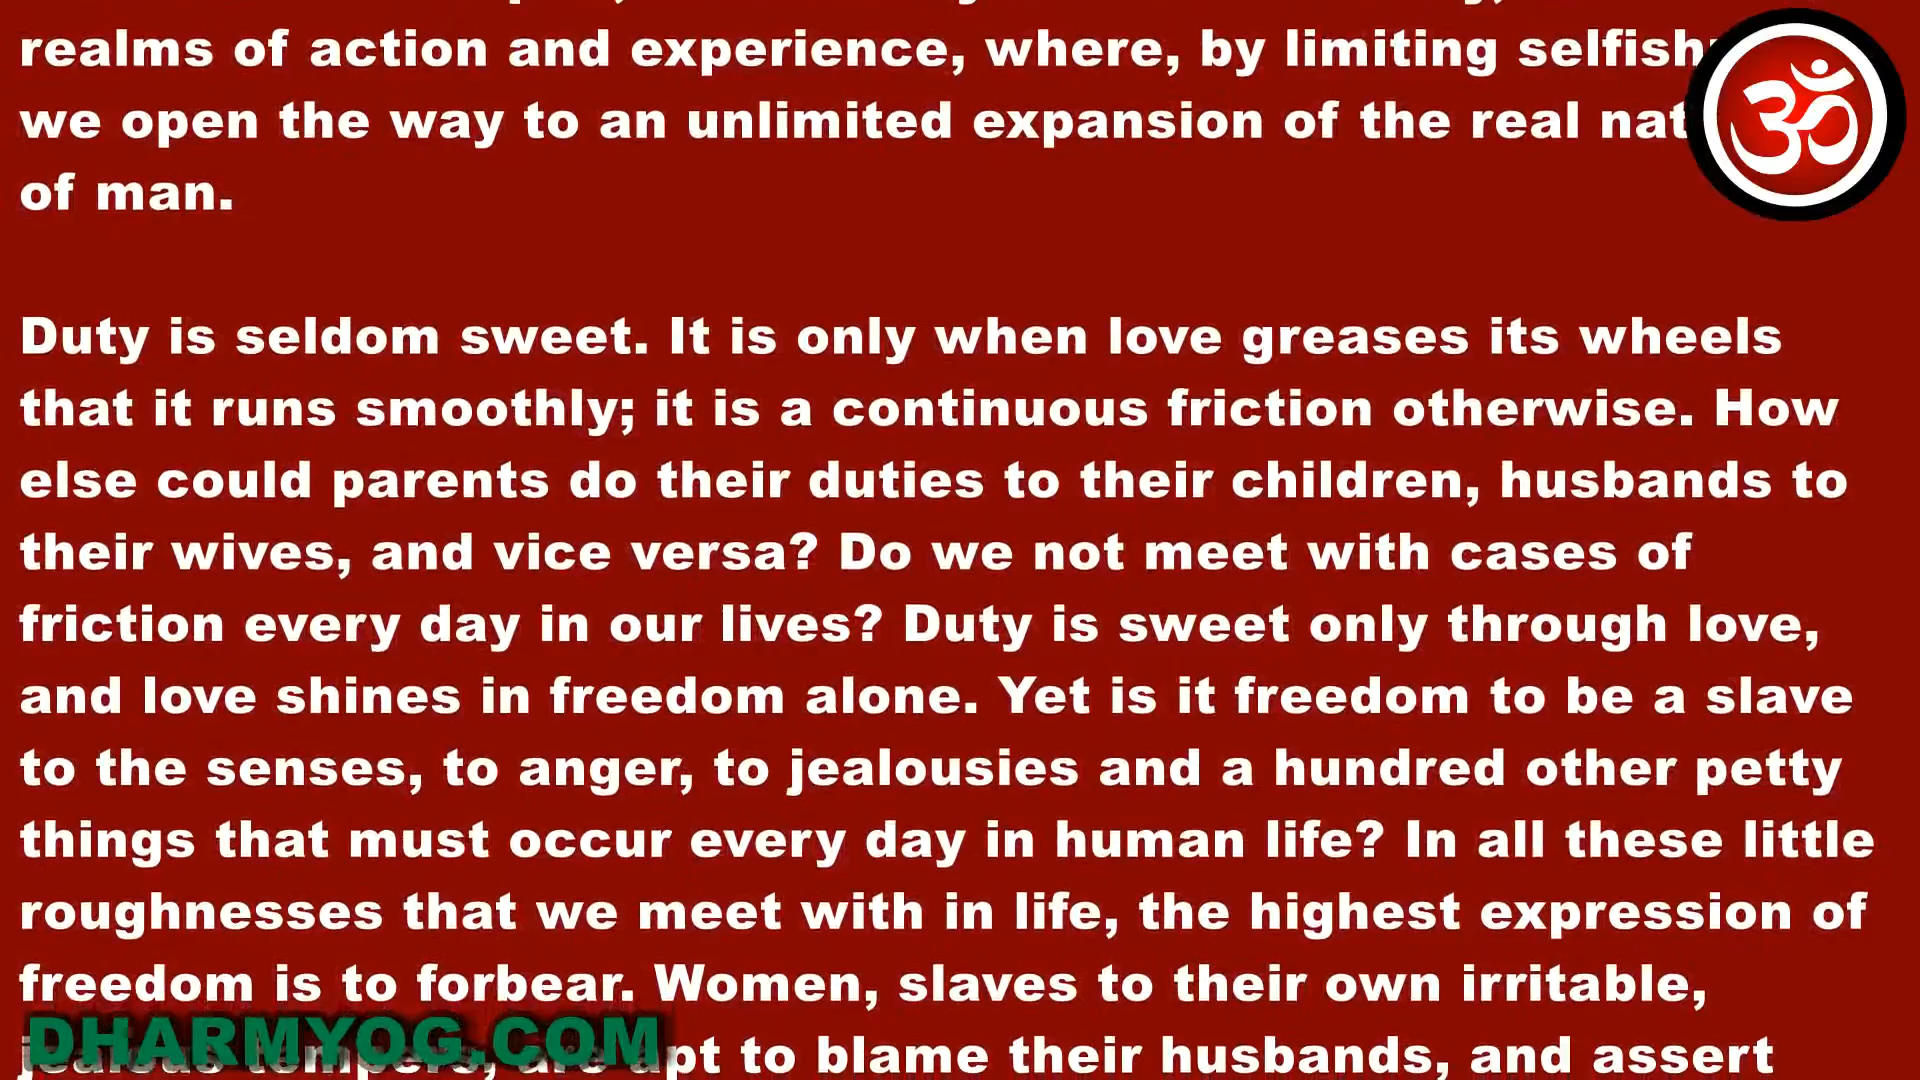 realms of action and experience, where, by limiting
we open the way to an unlimited expansion of the real
of man.
ॐ
Duty is seldom sweet. It is only when love greases its wheels
that it runs smoothly; it is a continuous friction otherwise. How
else could parents do their duties to their children, husbands to
their wives, and vice versa? Do we not meet with cases of
friction every day in our lives? Duty is sweet only through love,
and love shines in freedom alone. Yet is it freedom to be a slave
to the senses, to anger, to jealousies and a hundred other petty
things that must occur every day in human life? In all these little
roughnesses that we meet with in life, the highest expression of
freedom is to forbear. Women, slaves to their own irritable,
DHARMYOG.COM
jealous tempers, are apt to blame their husbands, and assert